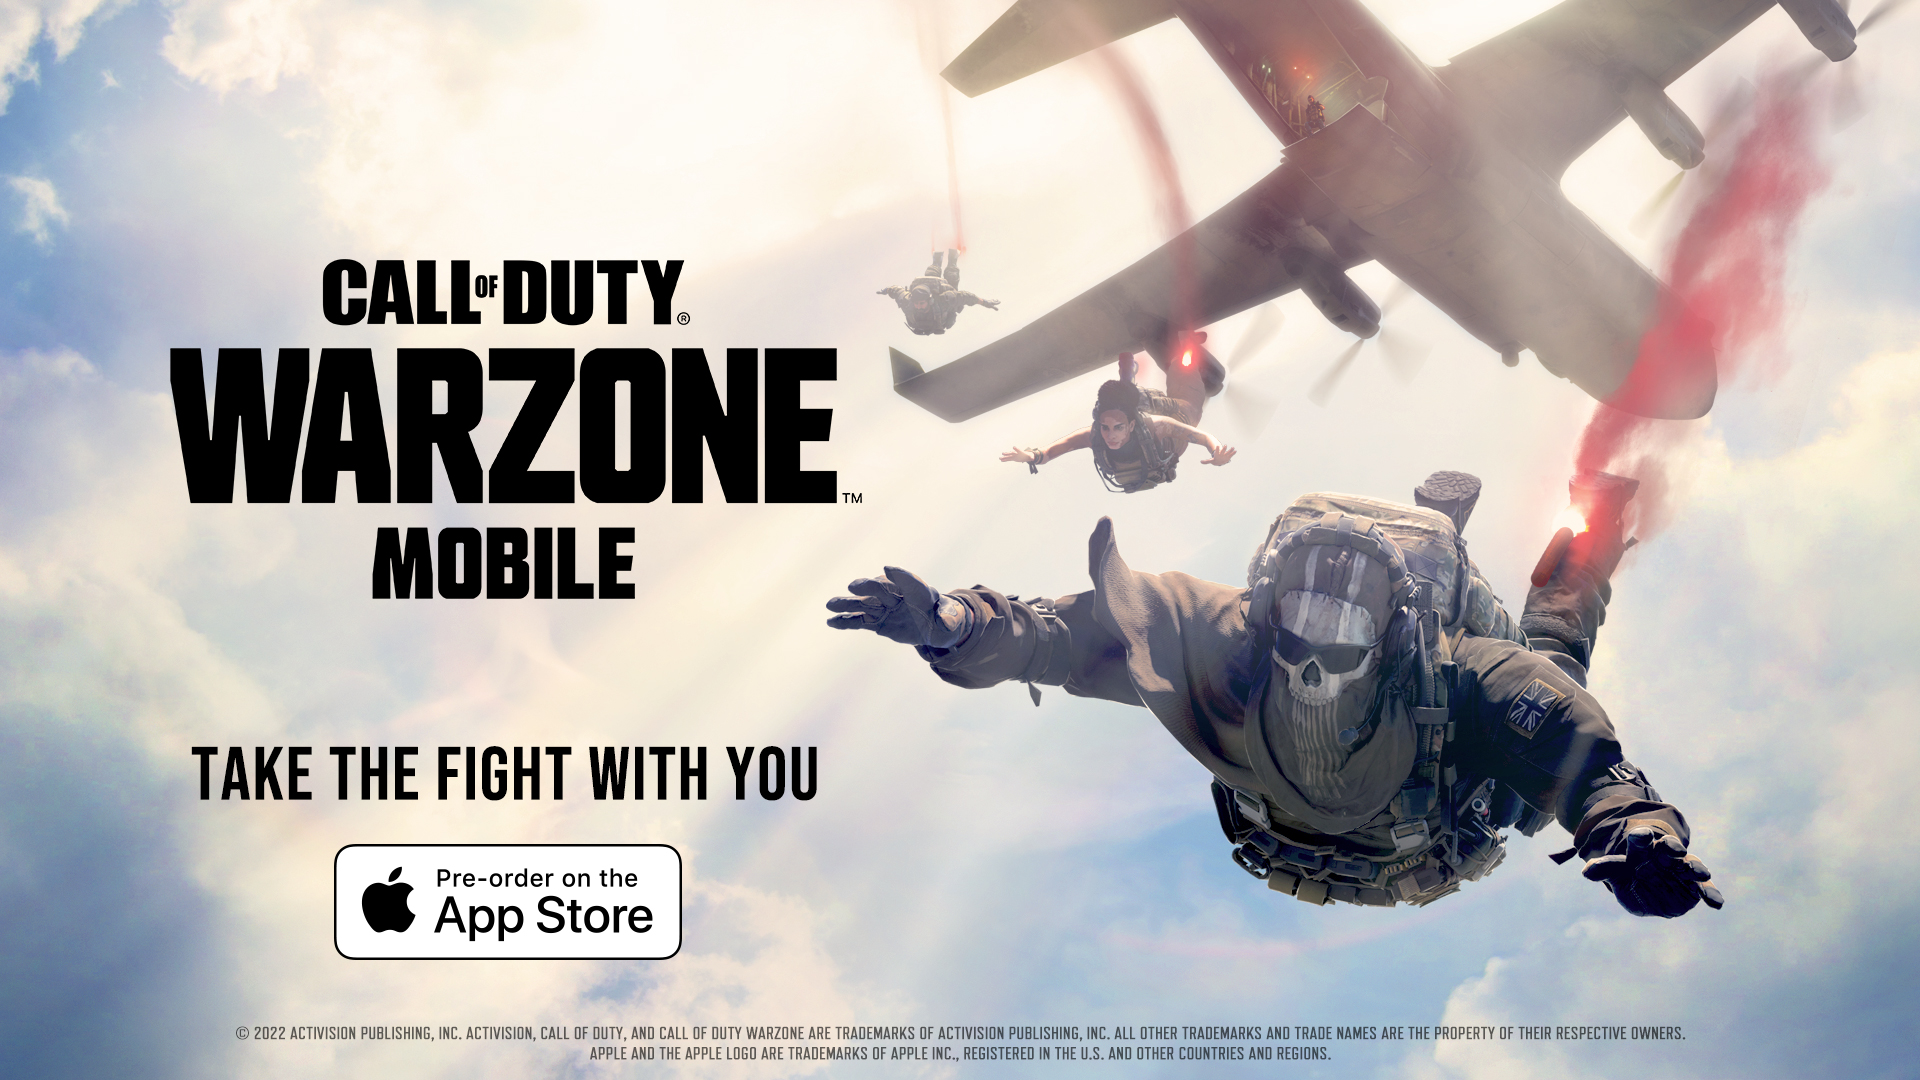 CALL OF DUTY®
WARZONE™
MOBILE
TAKE THE FIGHT WITH YOU
Pre-order on the
App Store
© 2022 ACTIVISION PUBLISHING, INC. ACTIVISION, CALL OF DUTY, AND CALL OF DUTY WARZONE ARE TRADEMARKS OF ACTIVISION PUBLISHING, INC. ALL OTHER TRADEMARKS AND TRADE NAMES ARE THE PROPERTY OF THEIR RESPECTIVE OWNERS.
APPLE AND THE APPLE LOGO ARE TRADEMARKS OF APPLE INC., REGISTERED IN THE U.S. AND OTHER COUNTRIES AND REGIONS.